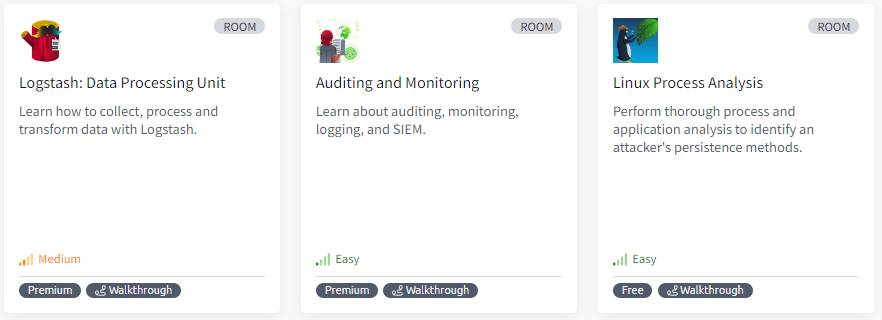 ROOM
Logstash: Data Processing Unit
Learn how to collect, process and
transform data with Logstash.
Medium
Premium Walkthrough
ROOM
Auditing and Monitoring
Learn about auditing, monitoring,
logging, and SIEM.
Easy
Premium Walkthrough
ROOM
Linux Process Analysis
Perform thorough process and
application analysis to identify an
attacker's persistence methods.
Easy
Free Walkthrough